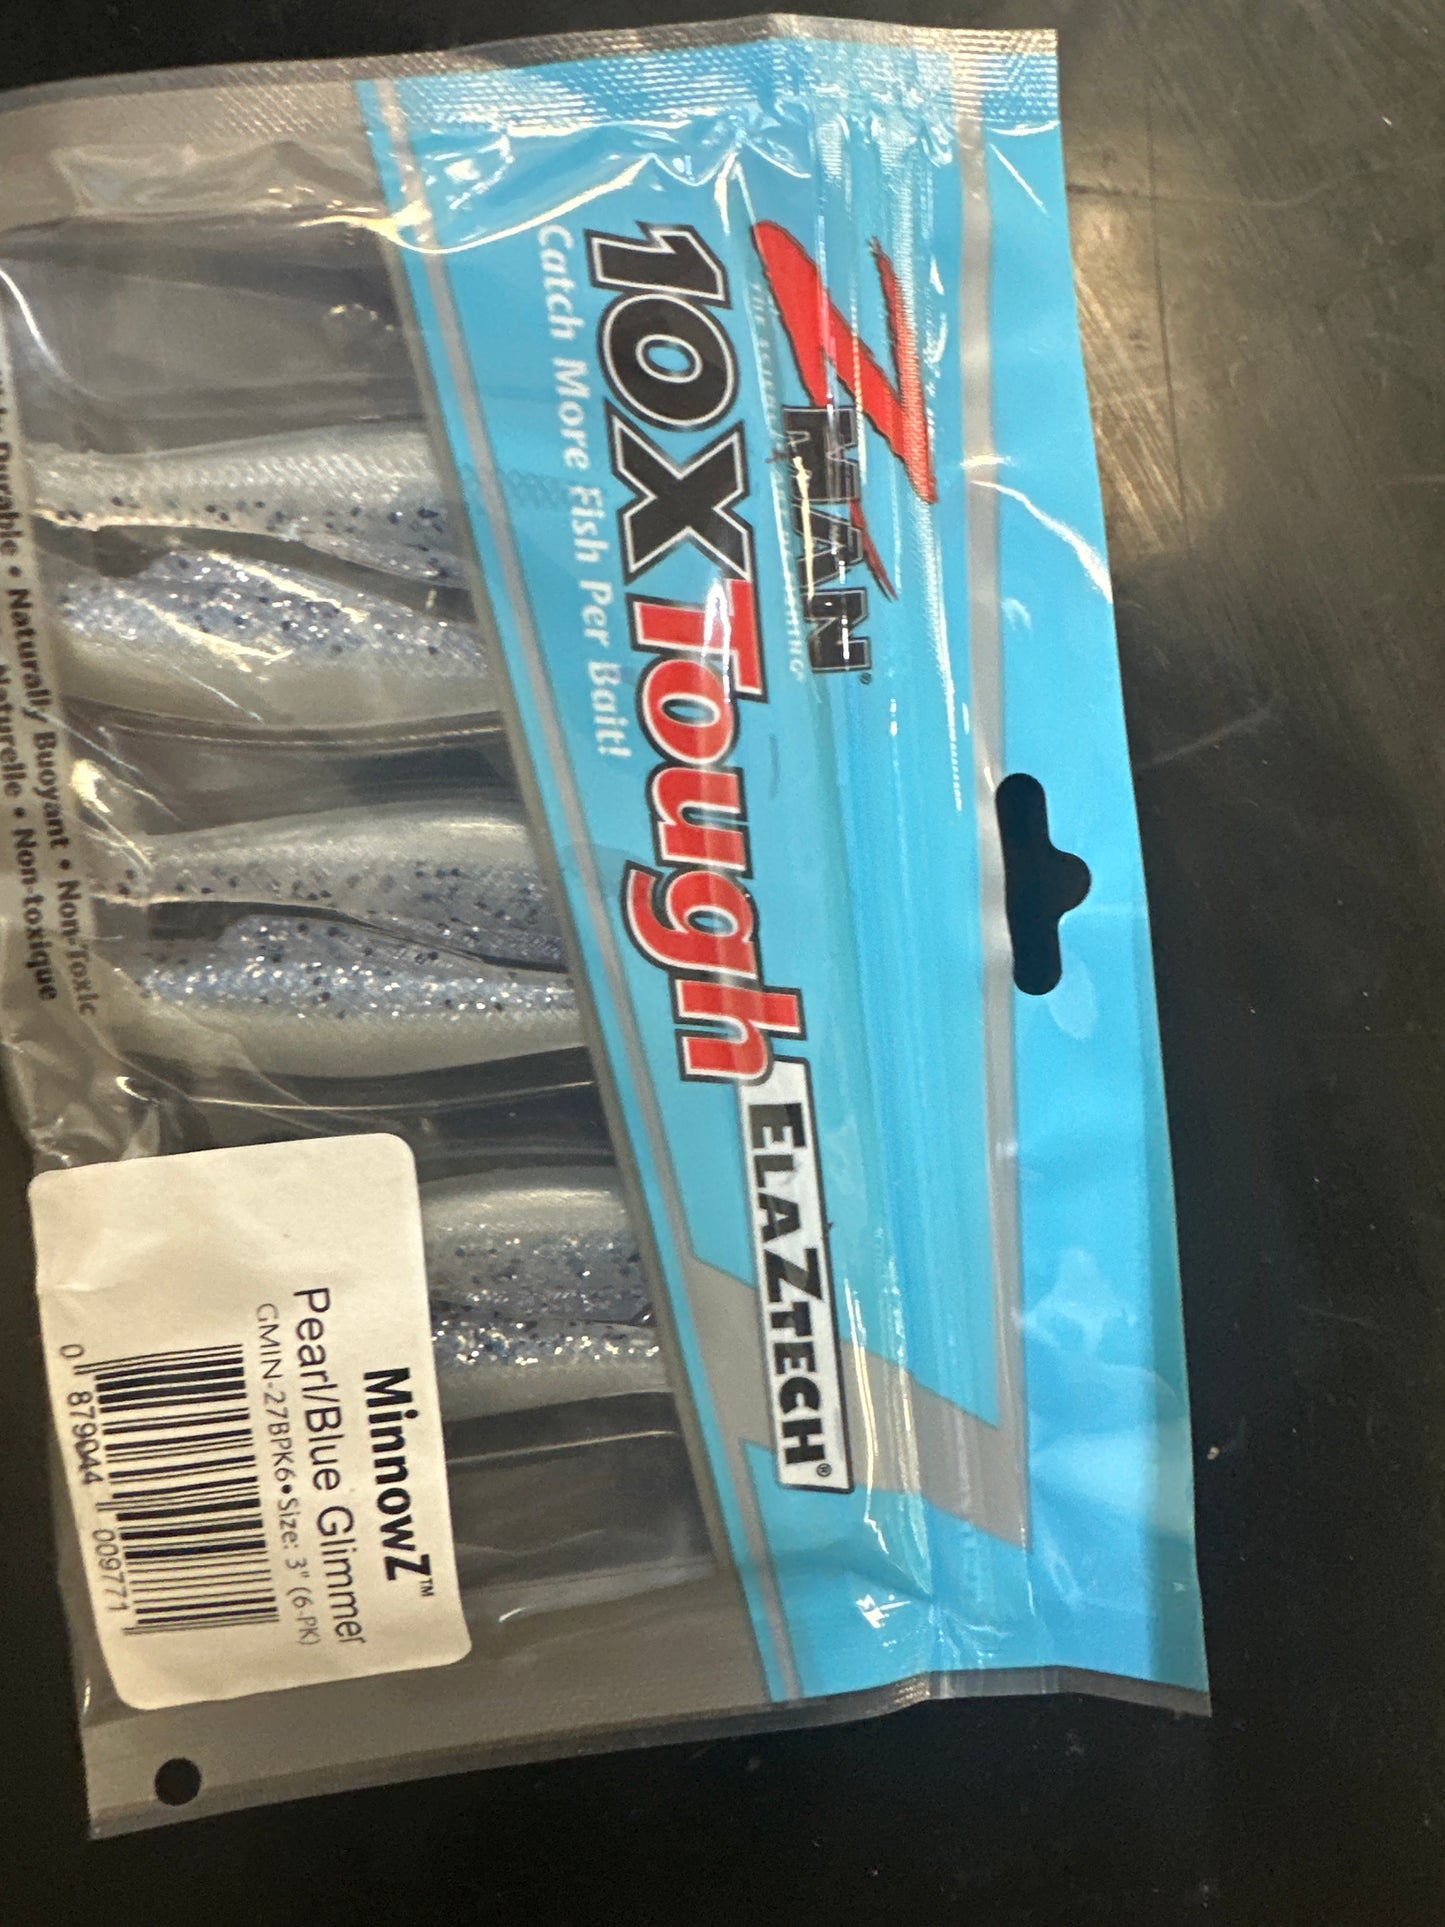 ZMAN®
10X Tough ELAZTECH®
Catch More Fish Per Bait!
Durable • Naturally Buoyant • Non-Toxic
Naturelle • Non-toxique
MinnowZ™
Pearl/Blue Glimmer
GMIN-27BPK6•Size: 3" (6-PK)
0 879044 009771